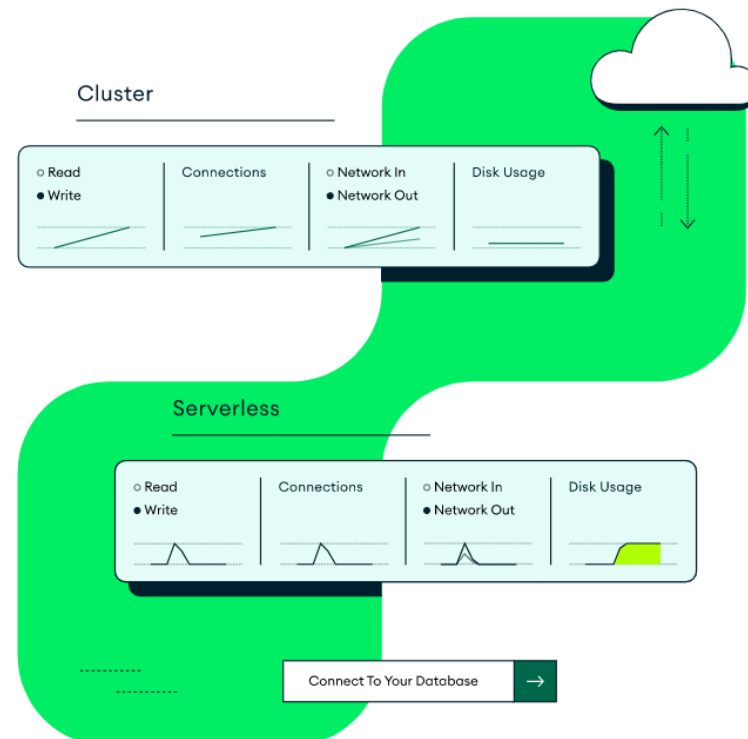 Cluster
Read
Write
Connections
Network In
Network Out
Disk Usage
Serverless
Read
Write
Connections
Network In
Network Out
Disk Usage
Connect To Your Database